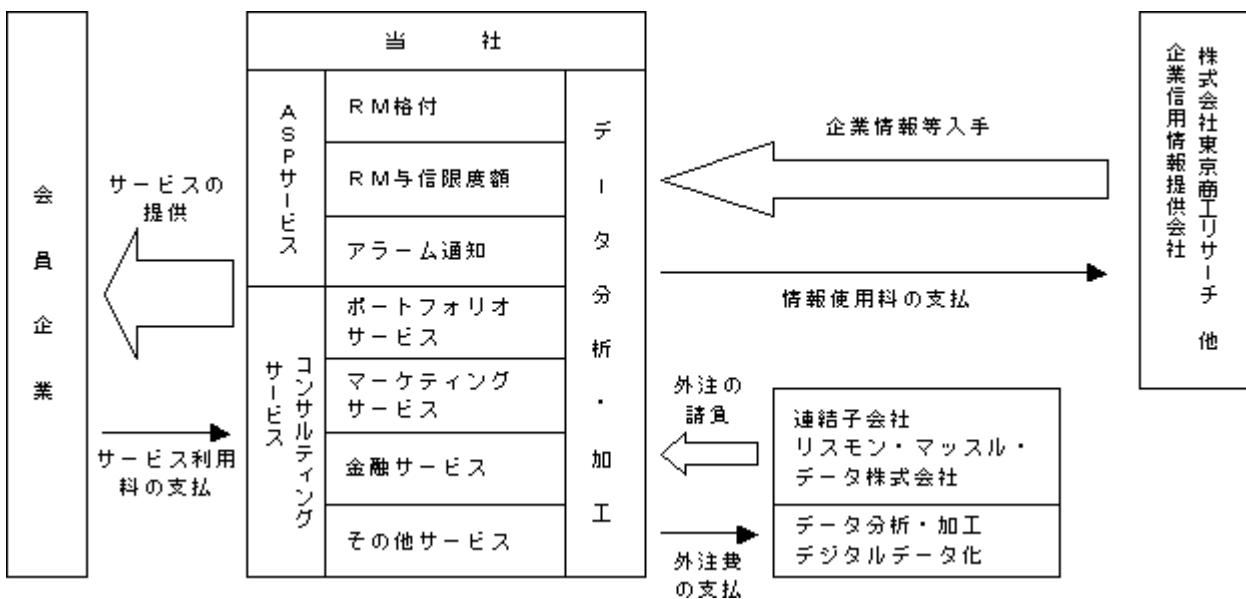 会員企業
サービスの
提供
サービス利用
料の支払
当　　社
ASPサービス
RM格付
RM与信限度額
アラーム通知
コンサルティング
サービス
ポートフォリオ
サービス
マーケティング
サービス
金融サービス
その他サービス
データ分析・加工
企業情報等入手
情報使用料の支払
外注の
請負
外注費
の支払
連結子会社
リスモン・マッスル・
データ株式会社
データ分析・加工
デジタルデータ化
株式会社東京商工リサーチ　他
企業信用情報提供会社